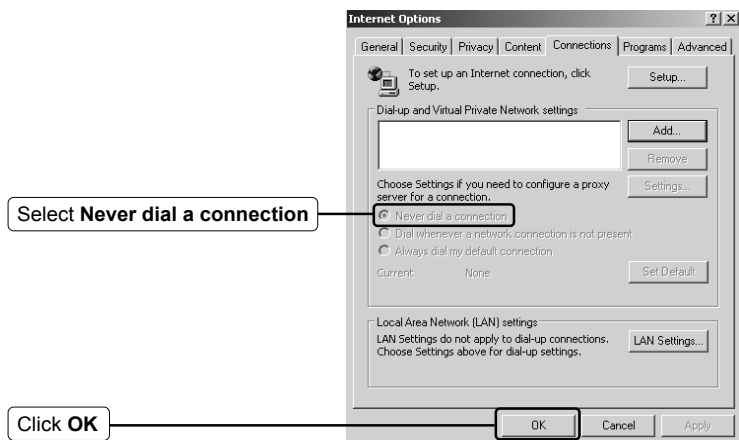 Internet Options
? X
General Security Privacy Content Connections Programs Advanced
To set up an Internet connection, click
Setup.
Setup...
Dial-up and Virtual Private Network settings
Add...
Remove
Choose Settings if you need to configure a proxy
server for a connection.
Settings...
Select Never dial a connection
Never dial a connection
Dial whenever a network connection is not present
Always dial my default connection
Current None
Set Default
Local Area Network (LAN) settings
LAN Settings do not apply to dial-up connections.
Choose Settings above for dial-up settings.
LAN Settings...
Click OK
OK Cancel Apply